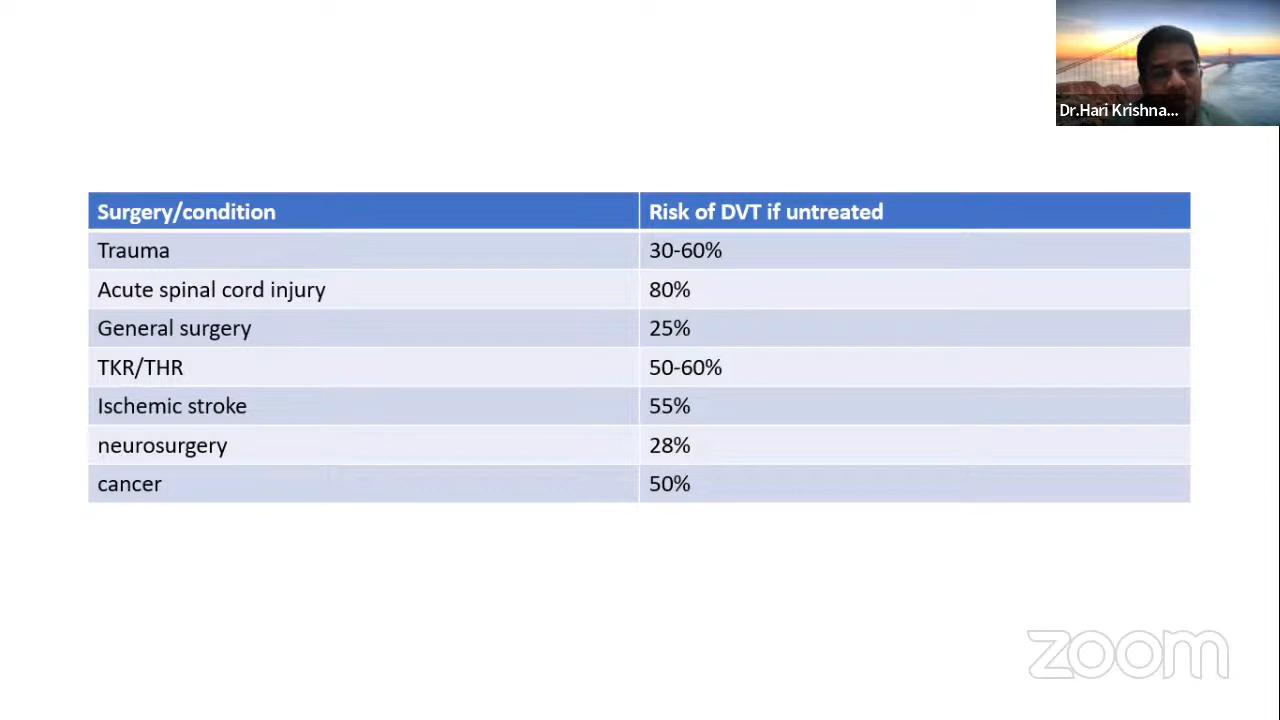 Dr.Hari Krishna...
Surgery/condition Risk of DVT if untreated
Trauma 30-60%
Acute spinal cord injury 80%
General surgery 25%
TKR/THR 50-60%
Ischemic stroke 55%
neurosurgery 28%
cancer 50%
zoom